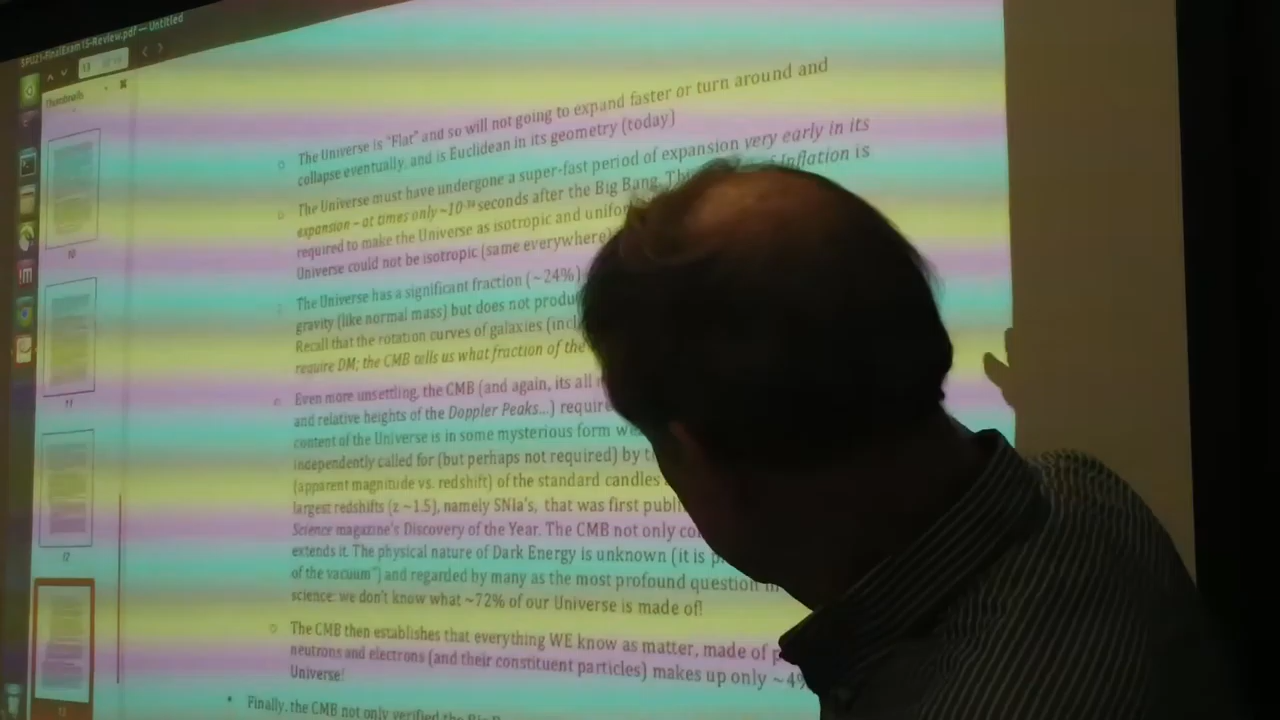 SPU21-FinalExam15-Review.pdf — Untitled
13
Thumbnails
10
11
12
13
The Universe is "Flat" and so will not going to expand faster or turn around and
collapse eventually, and is Euclidean in its geometry (today)
The Universe must have undergone a super-fast period of expansion very early in its
expansion – at times only ~10 seconds after the Big Bang. of Inflation is
required to make the Universe as isotropic and
Universe could not be isotropic (same everywhere)
The Universe has a significant fraction (~24%)
gravity (like normal mass) but does not
Recall that the rotation curves of galaxies
require DM; the CMB tells us what fraction of the
Even more unsettling, the CMB (and again, its all
and relative heights of the Doppler Peaks...)
content of the Universe is in some mysterious form
independently called for (but perhaps not required) by
(apparent magnitude vs. redshift) of the standard candles
largest redshifts (z ~1.5), namely SNIa's, that was first
Science magazine's Discovery of the Year. The CMB not only
extends it. The physical nature of Dark Energy is unknown (it is
of the vacuum") and regarded by many as the most profound question
science: we don't know what ~72% of our Universe is made of!
The CMB then establishes that everything WE know as matter, made of
neutrons and electrons (and their constituent particles) makes up only ~4%
Universe!
Finally, the CMB not only verified the